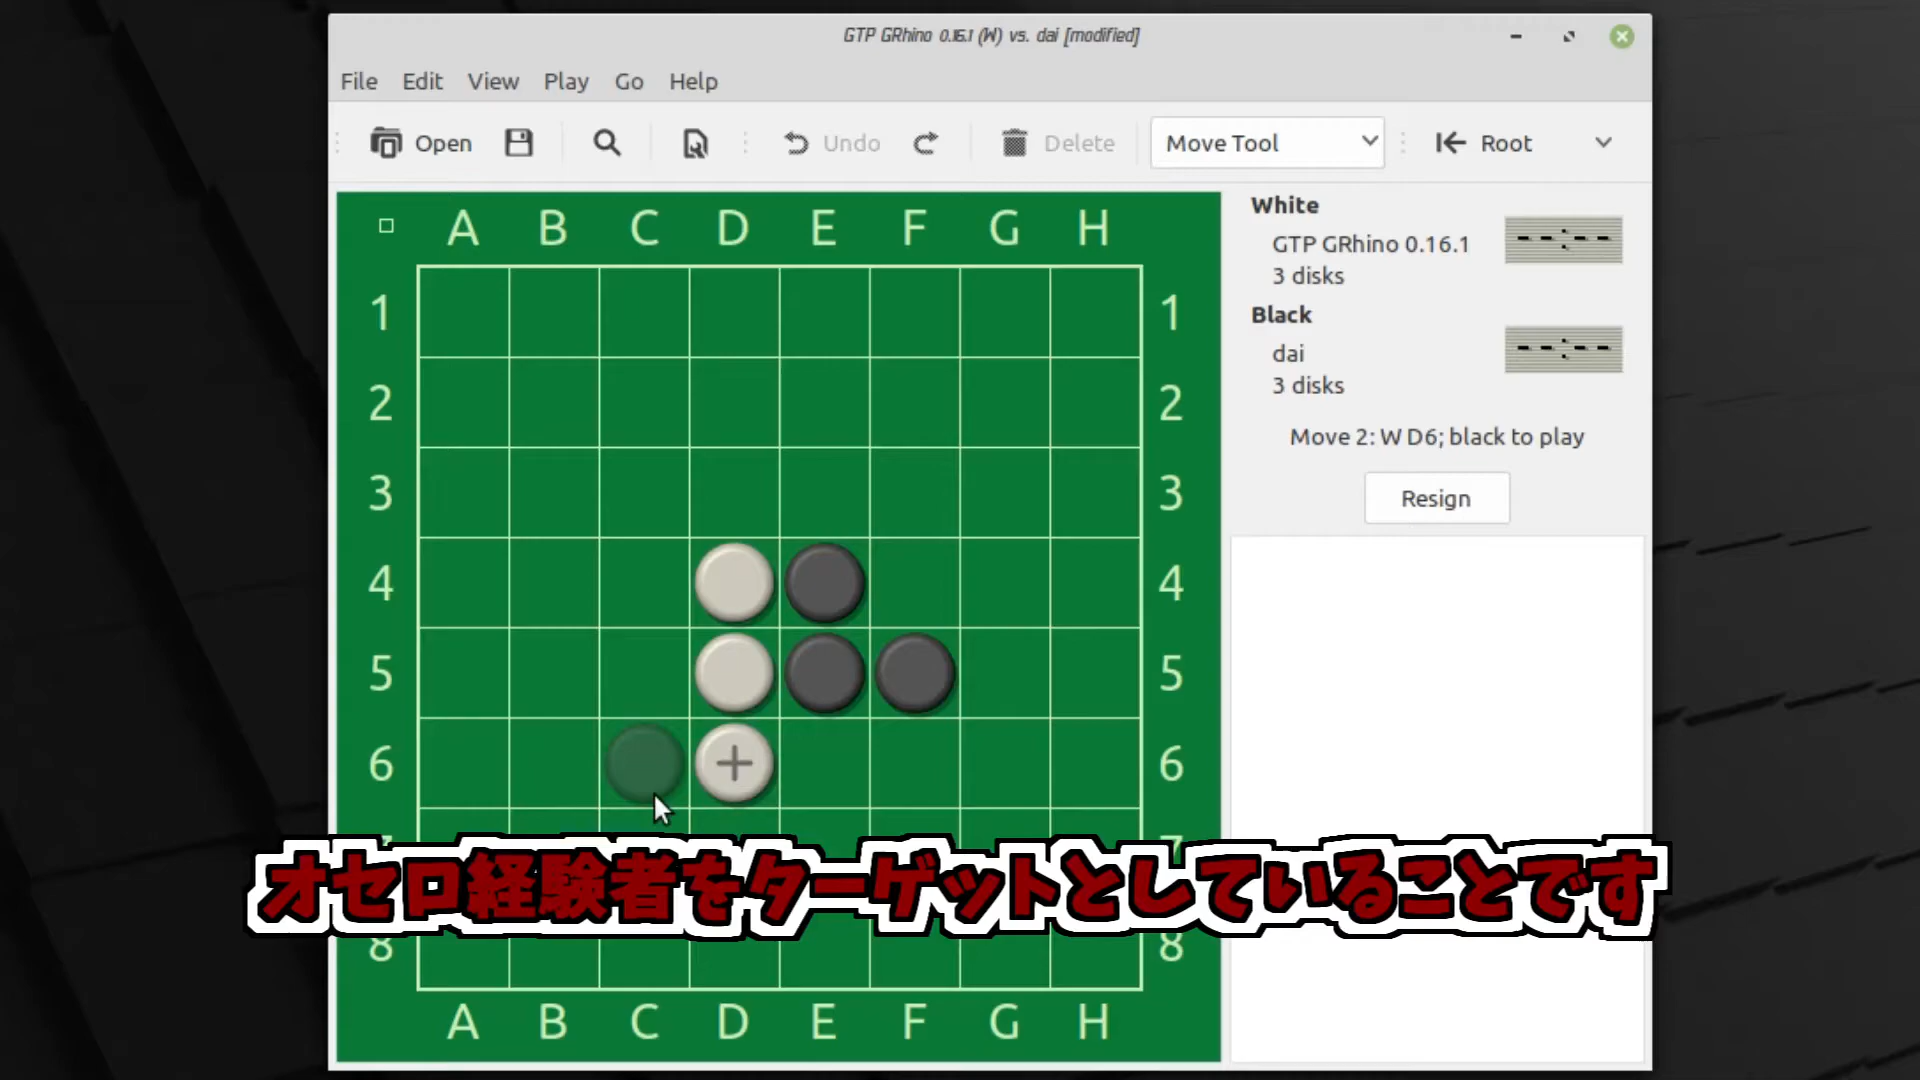 GTP GRhino 0.16.1 (W) vs. dai [modified]
File Edit View Play Go Help
Open Undo Delete Move Tool Root
A B C D E F G H
1 1
2 2
3 3
4 4
5 5
6 6
7 7
8 8
A B C D E F G H
White
GTP GRhino 0.16.1
3 disks
--:--
Black
dai
3 disks
--:--
Move 2: W D6; black to play
Resign
オセロ経験者をターゲットとしていることです